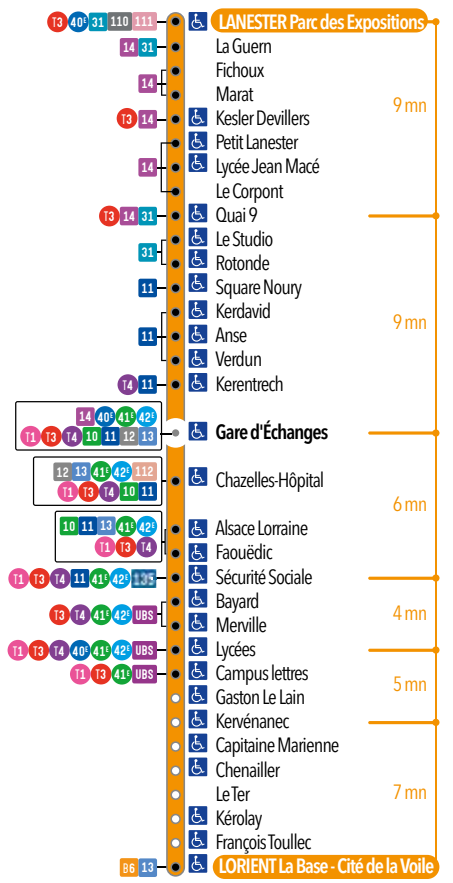 T3 40E 31 110 111 LANESTER Parc des Expositions
14 31 La Guern
Fichoux
14
Marat
9 mn
T3 14 Kesler Devillers
Petit Lanester
14 Lycée Jean Macé
Le Corpont
T3 14 31 Quai 9
Le Studio
31
Rotonde
11 Square Noury
Kerdavid
9 mn
11 Anse
Verdun
T4 11 Kerentrech
14 40E 41E 42E
T1 T3 T4 10 11 12 13 Gare d'Échanges
12 13 41E 42E 112
T1 T3 T4 10 11
Chazelles-Hôpital
6 mn
10 11 13 41E 42E
T1 T3 T4
Alsace Lorraine
Faouëdic
T1 T3 T4 11 41E 42E 135 Sécurité Sociale
Bayard
T3 T4 41E 42E UBS
4 mn
Merville
T1 T3 T4 40E 41E 42E UBS Lycées
T1 T3 41E UBS Campus lettres
5 mn
Gaston Le Lain
Kervénanec
Capitaine Marienne
Chenailler
Le Ter
7 mn
Kérolay
François Toullec
B6 13 LORIENT La Base - Cité de la Voile